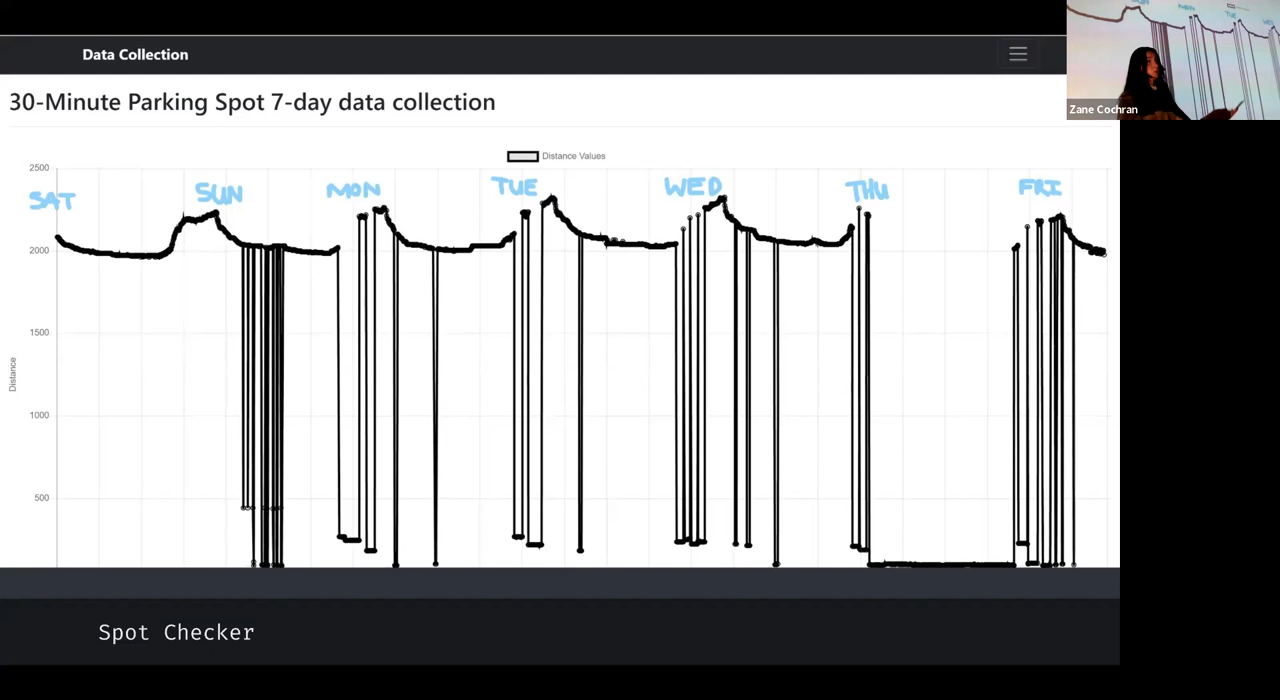 Data Collection
Zane Cochran
30-Minute Parking Spot 7-day data collection
Distance Values
2500
SAT
SUN
MON
TUE
WED
THU
FRI
2000
1500
1000
500
Distance
Spot Checker